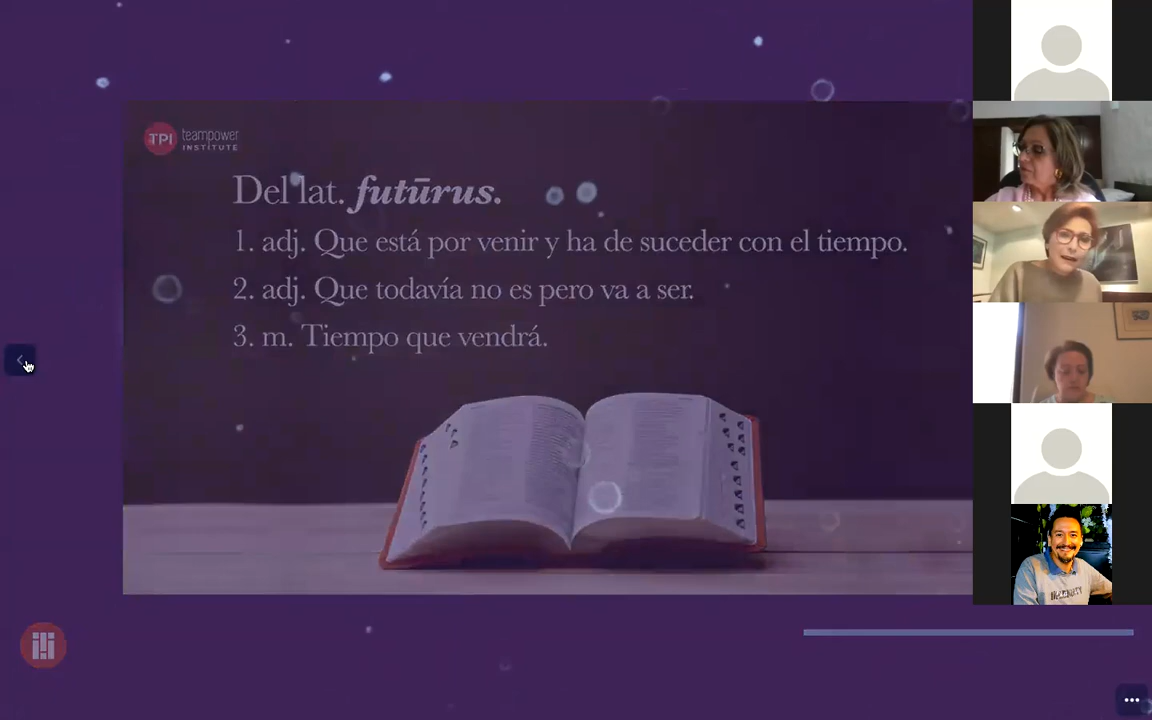 TPI teampower
INSTITUTE
Del lat. futūrus.
1. adj. Que está por venir y ha de suceder con el tiempo.
2. adj. Que todavía no es pero va a ser.
3. m. Tiempo que vendrá.